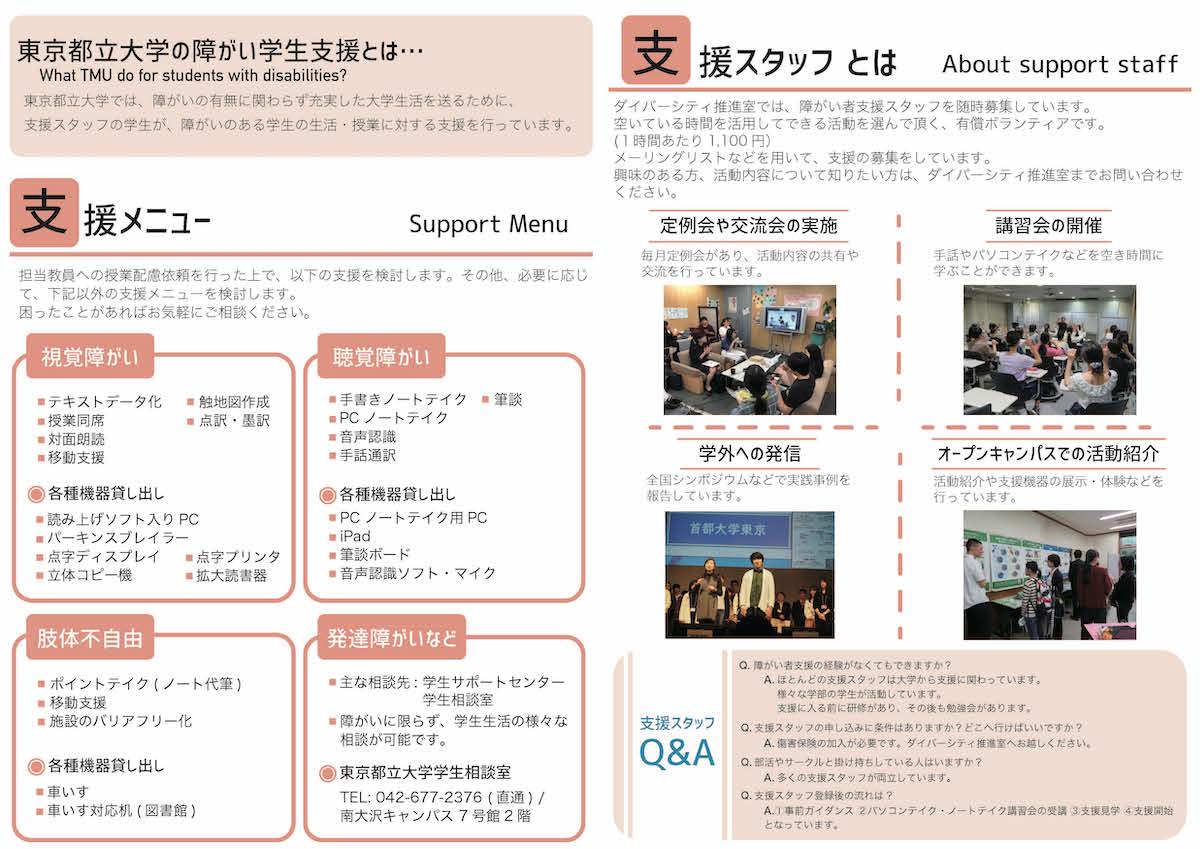 東京都立大学の障がい学生支援とは…
What TMU do for students with disabilities?
東京都立大学では、障がいの有無に関わらず充実した大学生活を送るために、
支援スタッフの学生が、障がいのある学生の生活・授業に対する支援を行っています。
支援メニュー
Support Menu
担当教員への授業配慮依頼を行った上で、以下の支援を検討します。その他、必要に応じ
て、下記以外の支援メニューを検討します。
困ったことがあればお気軽にご相談ください。
視覚障がい
■テキストデータ化 ■触地図作成
■授業同席 ■点訳・墨訳
■対面朗読
■移動支援
◉各種機器貸し出し
■読み上げソフト入り PC
■パーキンスブレイラー
■点字ディスプレイ ■点字プリンタ
■立体コピー機 ■拡大読書器
聴覚障がい
■手書きノートテイク ■筆談
■PC ノートテイク
■音声認識
■手話通訳
◉各種機器貸し出し
■PC ノートテイク用 PC
■iPad
■筆談ボード
■音声認識ソフト・マイク
肢体不自由
■ポイントテイク ( ノート代筆 )
■移動支援
■施設のバリアフリー化
◉各種機器貸し出し
■車いす
■車いす対応机 ( 図書館 )
発達障がいなど
■主な相談先 : 学生サポートセンター
学生相談室
■障がいに限らず、学生生活の様々な
相談が可能です。
◉東京都立大学学生相談室
TEL: 042-677-2376 ( 直通 ) /
南大沢キャンパス 7 号館 2 階
支援スタッフ とは
About support staff
ダイバーシティ推進室では、障がい者支援スタッフを随時募集しています。
空いている時間を活用してできる活動を選んで頂く、有償ボランティアです。
(１時間あたり 1,100 円）
メーリングリストなどを用いて、支援の募集をしています。
興味のある方、活動内容について知りたい方は、ダイバーシティ推進室までお問い合わせ
ください。
定例会や交流会の実施
毎月定例会があり、活動内容の共有や
交流を行っています。
講習会の開催
手話やパソコンテイクなどを空き時間に
学ぶことができます。
学外への発信
全国シンポジウムなどで実践事例を
報告しています。
首都大学東京
オープンキャンパスでの活動紹介
活動紹介や支援機器の展示・体験などを
行っています。
支援スタッフ
Q&A
Q. 障がい者支援の経験がなくてもできますか？
A. ほとんどの支援スタッフは大学から支援に関わっています。
様々な学部の学生が活動しています。
支援に入る前に研修があり、その後も勉強会があります。
Q. 支援スタッフの申し込みに条件はありますか？どこへ行けばいいですか？
A. 傷害保険の加入が必要です。ダイバーシティ推進室へお越しください。
Q. 部活やサークルと掛け持ちしている人はいますか？
A. 多くの支援スタッフが両立しています。
Q. 支援スタッフ登録後の流れは？
A.①事前ガイダンス ②パソコンテイク・ノートテイク講習会の受講 ③支援見学 ④支援開始
となっています。